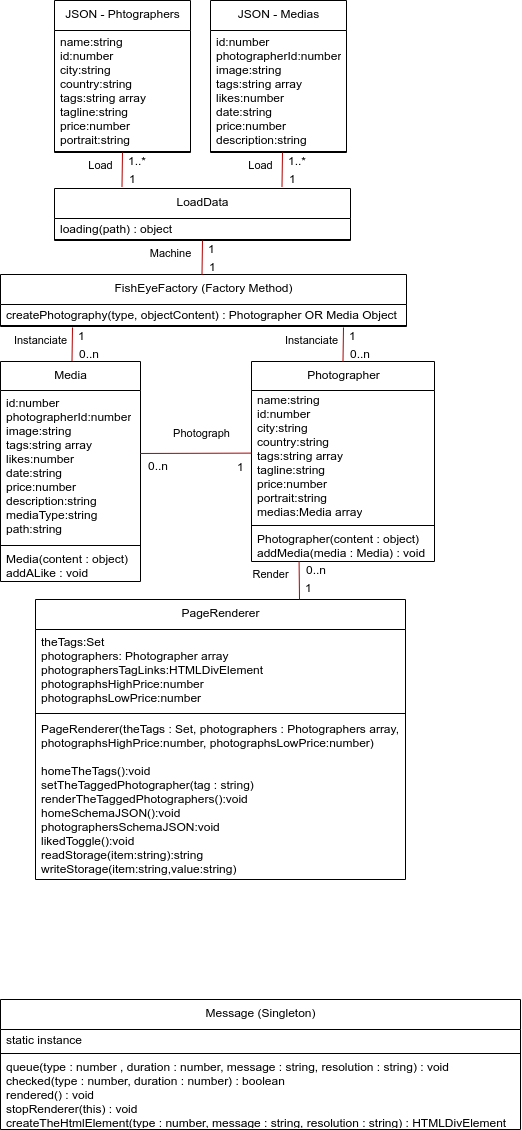 JSON - Phtographers
name:string
id:number
city:string
country:string
tags:string array
tagline:string
price:number
portrait:string
JSON - Medias
id:number
photographerId:number
image:string
tags:string array
likes:number
date:string
price:number
description:string
Load
1..*
1
Load
1..*
1
LoadData
loading(path) : object
Machine
1
1
FishEyeFactory (Factory Method)
createPhotography(type, objectContent) : Photographer OR Media Object
Instanciate
1
0..n
Instanciate
1
0..n
Media
id:number
photographerId:number
image:string
tags:string array
likes:number
date:string
price:number
description:string
mediaType:string
path:string
Media(content : object)
addALike : void
Photograph
0..n
1
Photographer
name:string
id:number
city:string
country:string
tags:string array
tagline:string
price:number
portrait:string
medias:Media array
Photographer(content : object)
addMedia(media : Media) : void
Render
0..n
1
PageRenderer
theTags:Set
photographers: Photographer array
photographersTagLinks:HTMLDivElement
photographsHighPrice:number
photographsLowPrice:number
PageRenderer(theTags : Set, photographers : Photographers array,
photographsHighPrice:number, photographsLowPrice:number)
homeTheTags():void
setTheTaggedPhotographer(tag : string)
renderTheTaggedPhotographers():void
homeSchemaJSON():void
photographersSchemaJSON:void
likedToggle():void
readStorage(item:string):string
writeStorage(item:string,value:string)
Message (Singleton)
static instance
queue(type : number , duration : number, message : string, resolution : string) : void
checked(type : number, duration : number) : boolean
rendered() : void
stopRenderer(this) : void
createTheHtmlElement(type : number, message : string, resolution : string) : HTMLDivElement